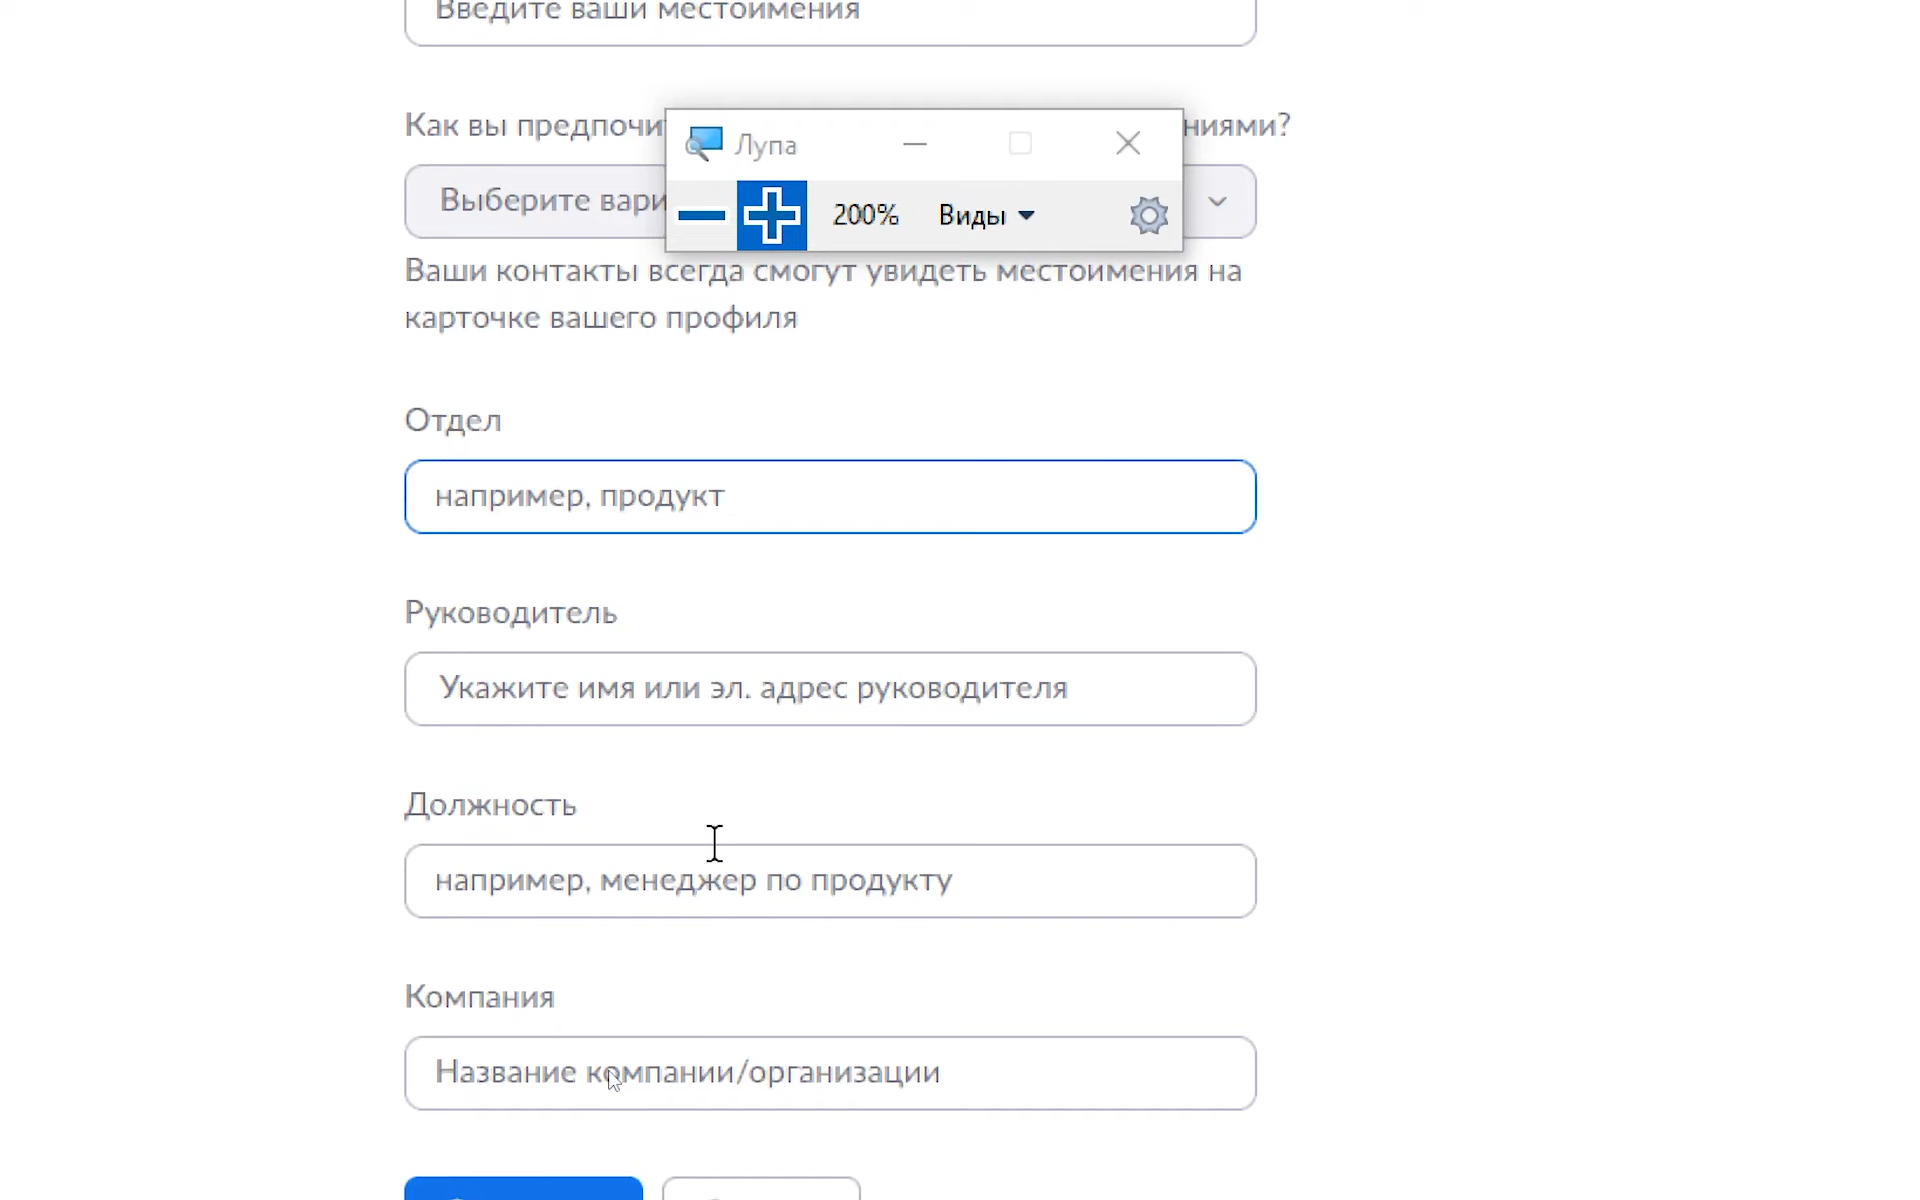 Введите ваши местоимения
Как вы
Лупа
ниями?
Выберите
200%
Виды
Ваши контакты всегда смогут увидеть местоимения на
карточке вашего профиля
Отдел
например, продукт
Руководитель
Укажите имя или эл. адрес руководителя
Должность
например, менеджер по продукту
Компания
Название компании/организации